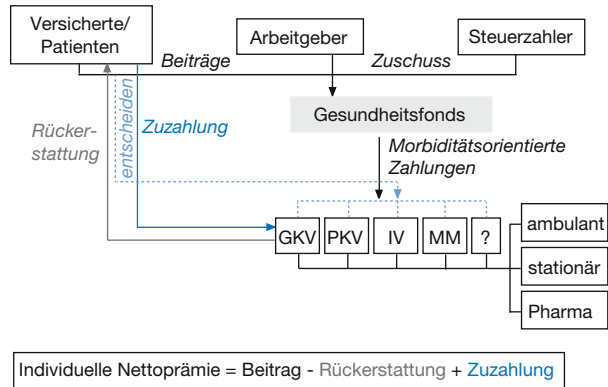 Versicherte/
Patienten
Arbeitgeber
Steuerzahler
Beiträge
Zuschuss
entscheiden
Zuzahlung
Rücker-
stattung
Gesundheitsfonds
Morbiditätsorientierte
Zahlungen
GKV
PKV
IV
MM
?
ambulant
stationär
Pharma
Individuelle Nettoprämie = Beitrag - Rückerstattung + Zuzahlung